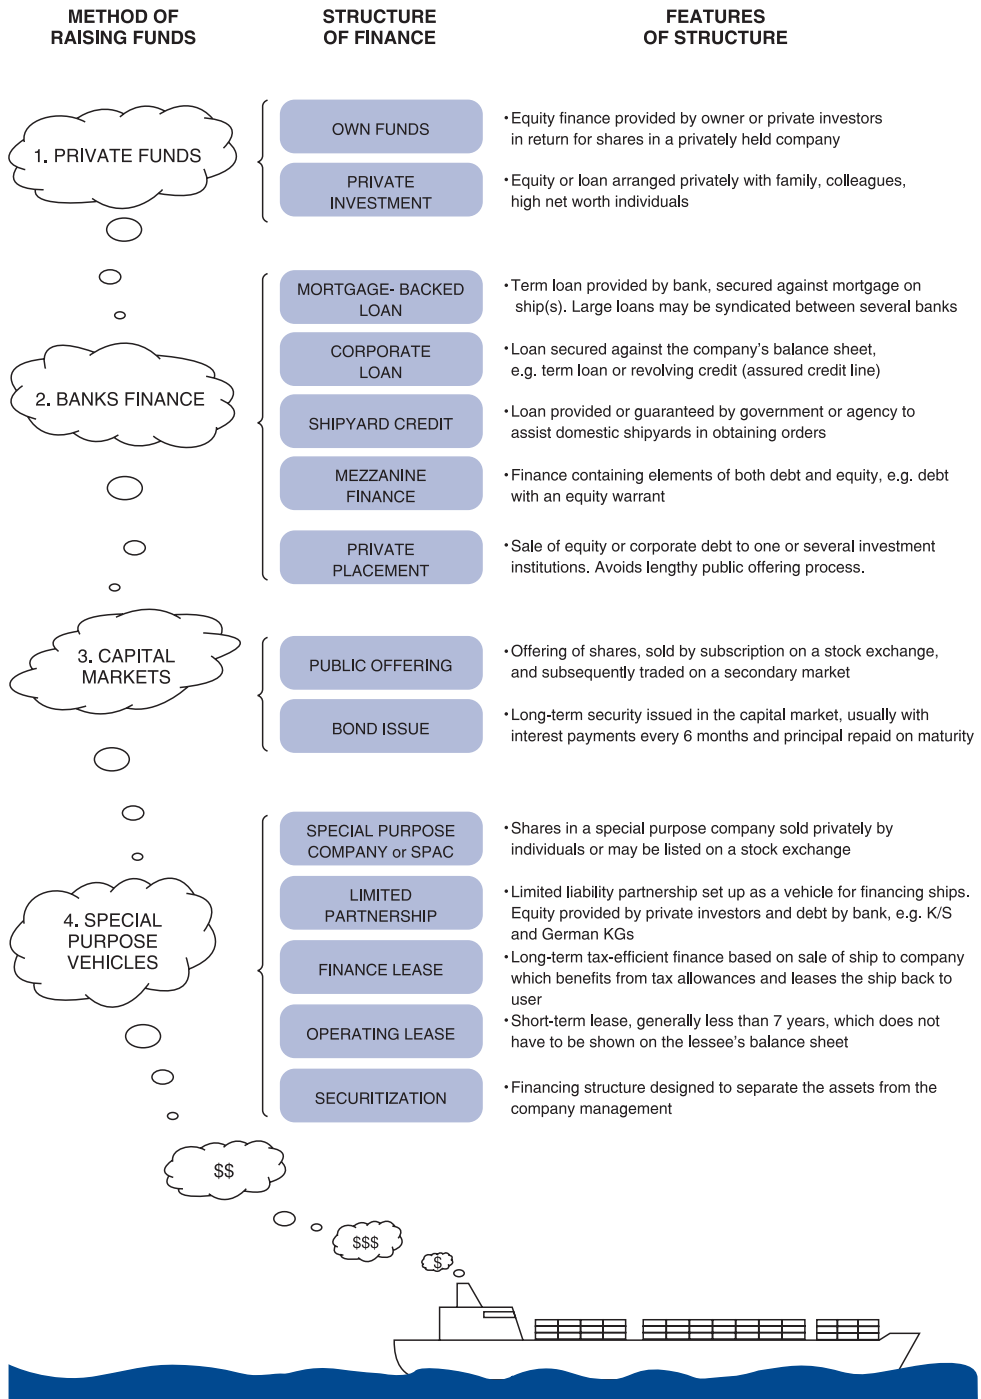 METHOD OF
RAISING FUNDS
STRUCTURE
OF FINANCE
FEATURES
OF STRUCTURE
1. PRIVATE FUNDS
OWN FUNDS
•Equity finance provided by owner or private investors
in return for shares in a privately held company
PRIVATE
INVESTMENT
•Equity or loan arranged privately with family, colleagues,
high net worth individuals
2. BANKS FINANCE
MORTGAGE- BACKED
LOAN
•Term loan provided by bank, secured against mortgage on
ship(s). Large loans may be syndicated between several banks
CORPORATE
LOAN
•Loan secured against the company's balance sheet,
e.g. term loan or revolving credit (assured credit line)
SHIPYARD CREDIT
•Loan provided or guaranteed by government or agency to
assist domestic shipyards in obtaining orders
MEZZANINE
FINANCE
•Finance containing elements of both debt and equity, e.g. debt
with an equity warrant
PRIVATE
PLACEMENT
•Sale of equity or corporate debt to one or several investment
institutions. Avoids lengthy public offering process.
3. CAPITAL
MARKETS
PUBLIC OFFERING
•Offering of shares, sold by subscription on a stock exchange,
and subsequently traded on a secondary market
BOND ISSUE
•Long-term security issued in the capital market, usually with
interest payments every 6 months and principal repaid on maturity
4. SPECIAL
PURPOSE
VEHICLES
SPECIAL PURPOSE
COMPANY or SPAC
•Shares in a special purpose company sold privately by
individuals or may be listed on a stock exchange
LIMITED
PARTNERSHIP
•Limited liability partnership set up as a vehicle for financing ships.
Equity provided by private investors and debt by bank, e.g. K/S
and German KGs
FINANCE LEASE
•Long-term tax-efficient finance based on sale of ship to company
which benefits from tax allowances and leases the ship back to
user
OPERATING LEASE
•Short-term lease, generally less than 7 years, which does not
have to be shown on the lessee's balance sheet
SECURITIZATION
•Financing structure designed to separate the assets from the
company management
$$
$$$
$